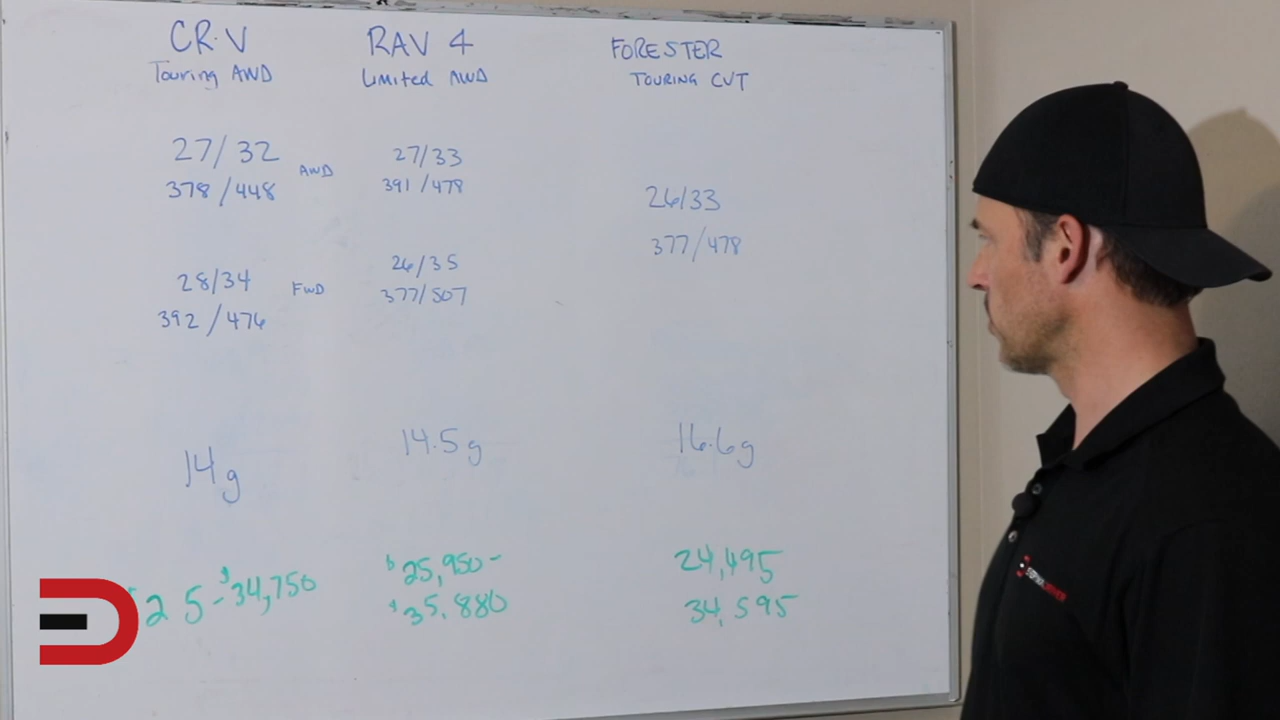 CR-V
Touring AWD
RAV 4
Limited AWD
FORESTER
TOURING CVT
27/32
378/448
AWD
27/33
391/478
26/33
377/478
28/34
392/476
FWD
26/35
377/507
14g
14.5g
16.6g
25-$34,750
$25,950-
$35,880
24,495
34,595